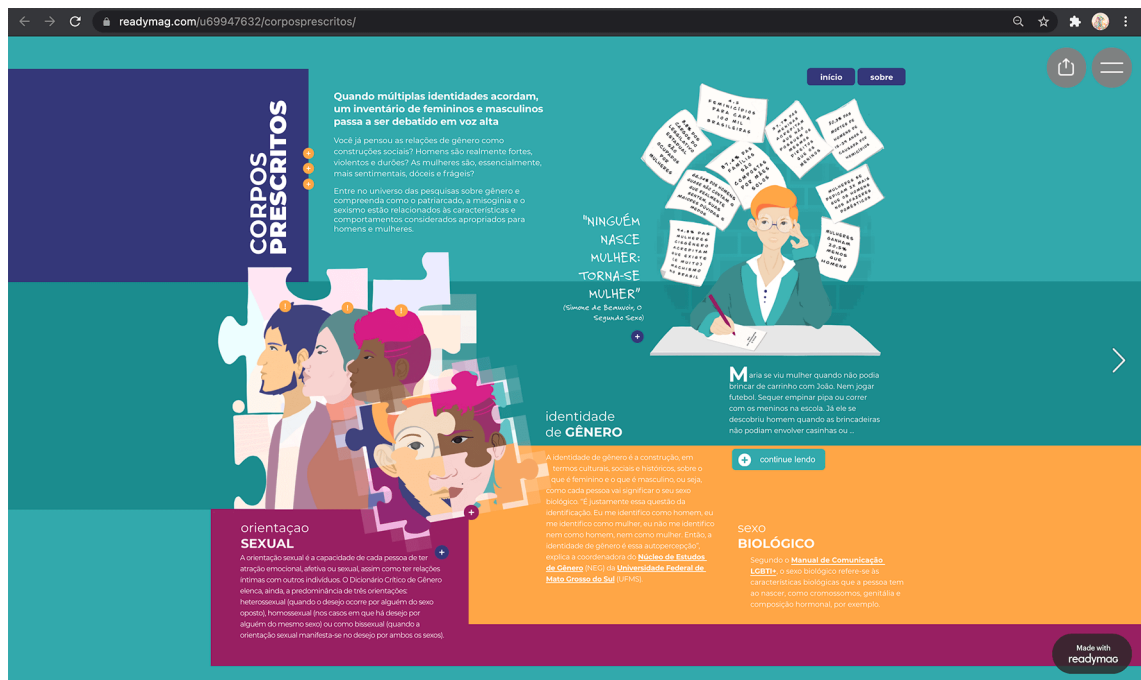 readymag.com/u69947632/corposprescritos/
início
sobre
CORPOS
PRESCRITOS
Quando múltiplas identidades acordam,
um inventário de femininos e masculinos
passa a ser debatido em voz alta
Você já pensou as relações de gênero como
construções sociais? Homens são realmente fortes,
violentos e durões? As mulheres são, essencialmente,
mais sentimentais, dóceis e frágeis?
Entre no universo das pesquisas sobre gênero e
compreenda como o patriarcado, a misoginia e o
sexismo estão relacionados às características e
comportamentos considerados apropriados para
homens e mulheres.
"NINGUÉM
NASCE
MULHER:
TORNA-SE
MULHER"
(Simone de Beauvoir, O
Segundo Sexo)
FEMINICÍDIOS
PARA CADA
100 MIL
BRASILEIRAS
MULHERES
GANHAM
MENOS
QUE
HOMENS
Maria se viu mulher quando não podia
brincar de carrinho com João. Nem jogar
futebol. Sequer empinar pipa ou correr
com os meninos na escola. Já ele se
descobriu homem quando as brincadeiras
não podiam envolver casinhas ou ...
continue lendo
identidade
de GÊNERO
A identidade de gênero é a construção, em
termos culturais, sociais e históricos, sobre o
que é feminino e o que é masculino, ou seja,
como cada pessoa vai significar o seu sexo
biológico. "É justamente essa questão da
identificação. Eu me identifico como homem, eu
me identifico como mulher, eu não me identifico
nem como homem, nem como mulher. Então, a
identidade de gênero é essa autopercepção",
explica a coordenadora do Núcleo de Estudos
de Gênero (NEG) da Universidade Federal de
Mato Grosso do Sul (UFMS).
orientaçao
SEXUAL
A orientação sexual é a capacidade de cada pessoa de ter
atração emocional, afetiva ou sexual, assim como ter relações
íntimas com outros indivíduos. O Dicionário Crítico de Gênero
elenca, ainda, a predominância de três orientações:
heterossexual (quando o desejo ocorre por alguém do sexo
oposto), homossexual (nos casos em que há desejo por
alguém do mesmo sexo) ou como bissexual (quando a
orientação sexual manifesta-se no desejo por ambos os sexos).
sexo
BIOLÓGICO
Segundo o Manual de Comunicação
LGBTI+, o sexo biológico refere-se às
características biológicas que a pessoa tem
ao nascer, como cromossomos, genitália e
composição hormonal, por exemplo.
Made with
readymag